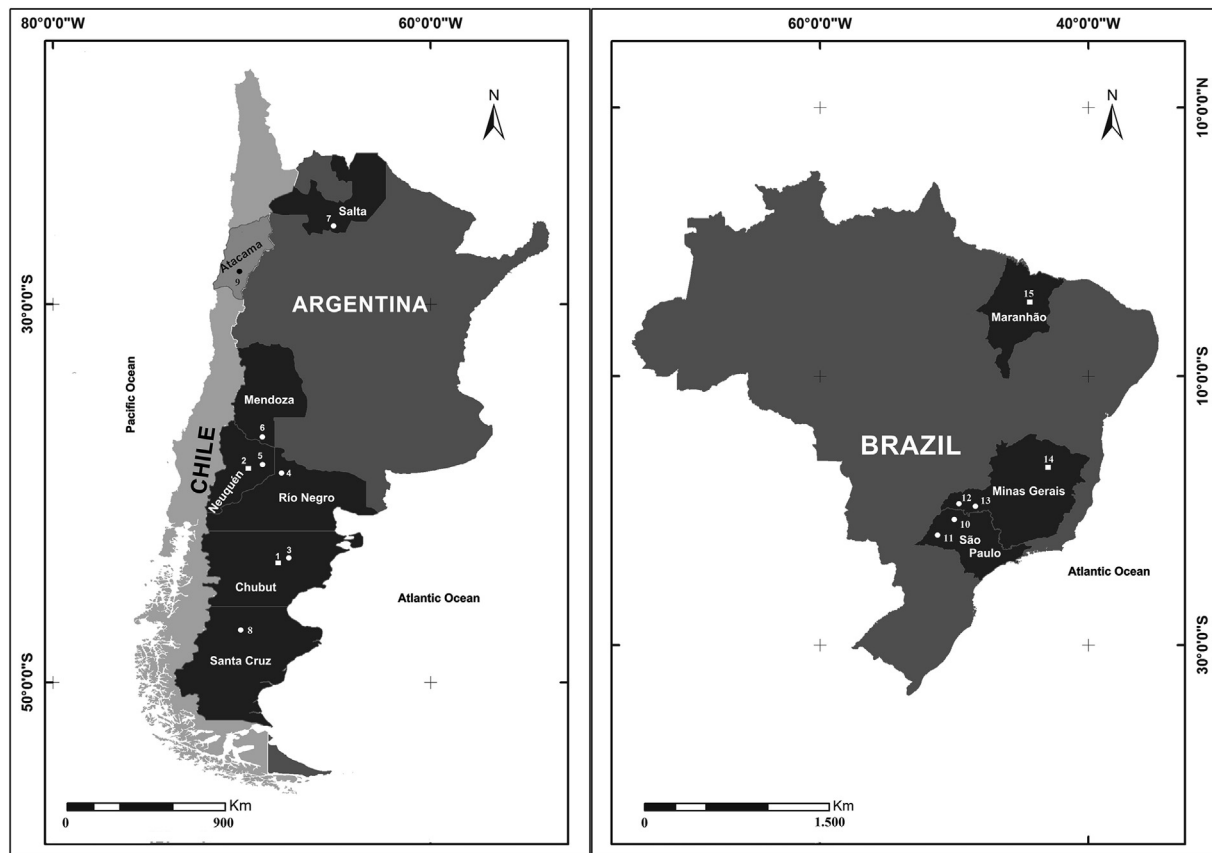 80°0'0"W
60°0'0"W
N
Salta
7
Atacama
9
30°0'0"S
ARGENTINA
Pacific Ocean
Mendoza
6
CHILE
2
5
4
Neuquén
Río Negro
1
3
Chubut
Atlantic Ocean
8
Santa Cruz
50°0'0"S
Km
0
900
60°0'0"W
40°0'0"W
10°0'0"N
N
15
Maranhão
10°0'0"S
BRAZIL
14
Minas Gerais
12
13
10
11
São
Paulo
Atlantic Ocean
30°0'0"S
Km
0
1.500